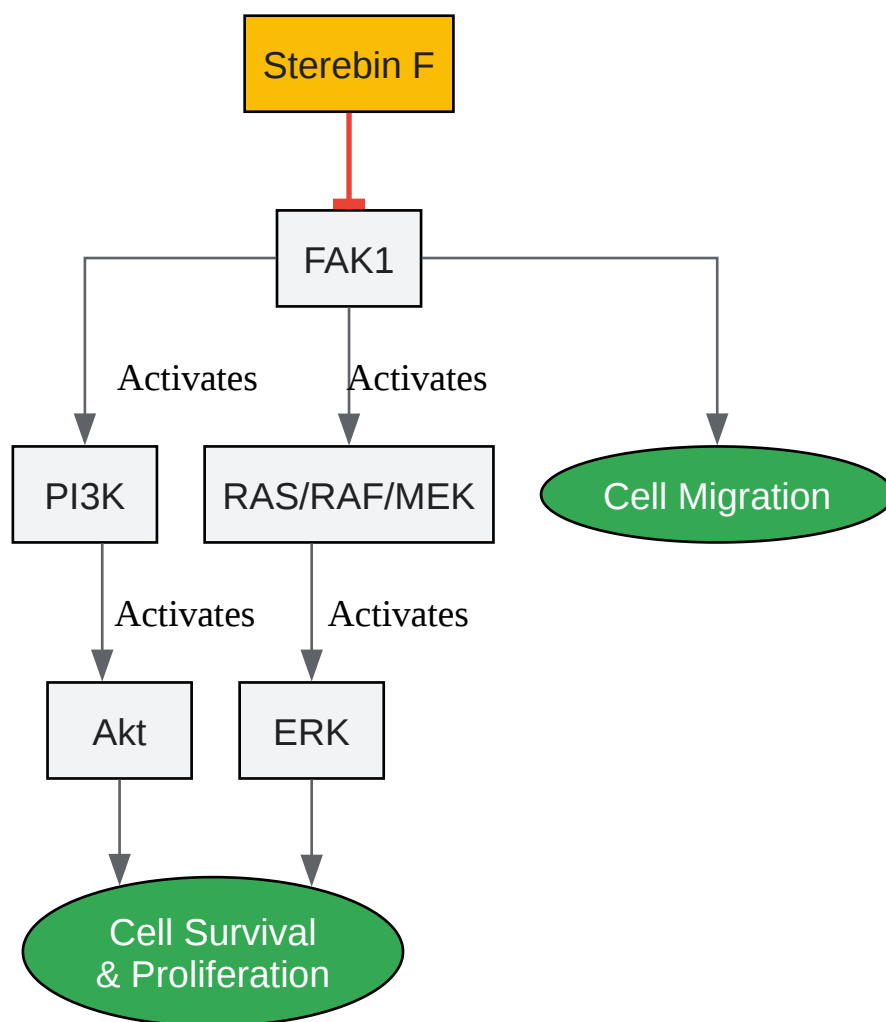 Sterebin F
FAK1
Activates
Activates
PI3K
RAS/RAF/MEK
Cell Migration
Activates
Activates
Akt
ERK
Cell Survival
& Proliferation